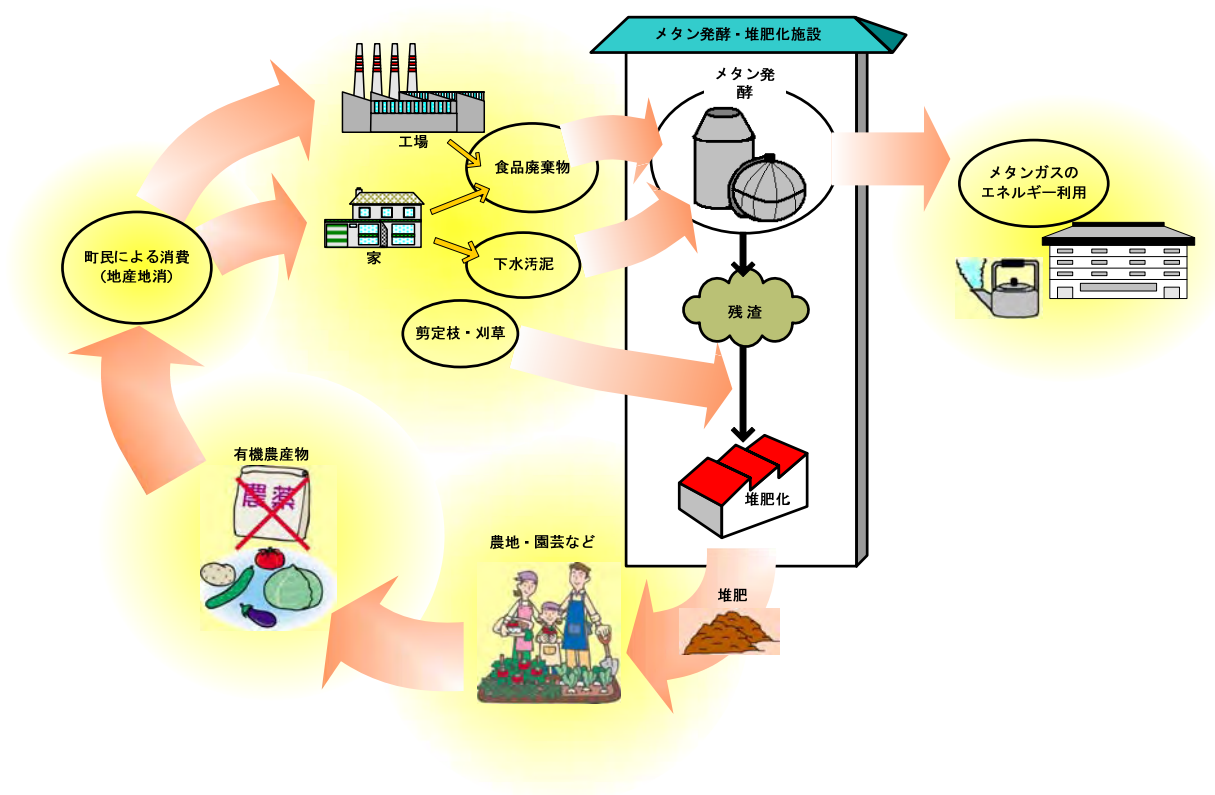 メタン発酵・堆肥化施設
メタン発
酵
工場
食品廃棄物
メタンガスの
エネルギー利用
家
下水汚泥
町民による消費
(地産地消)
残渣
剪定枝・刈草
有機農産物
農薬
堆肥化
農地・園芸など
堆肥